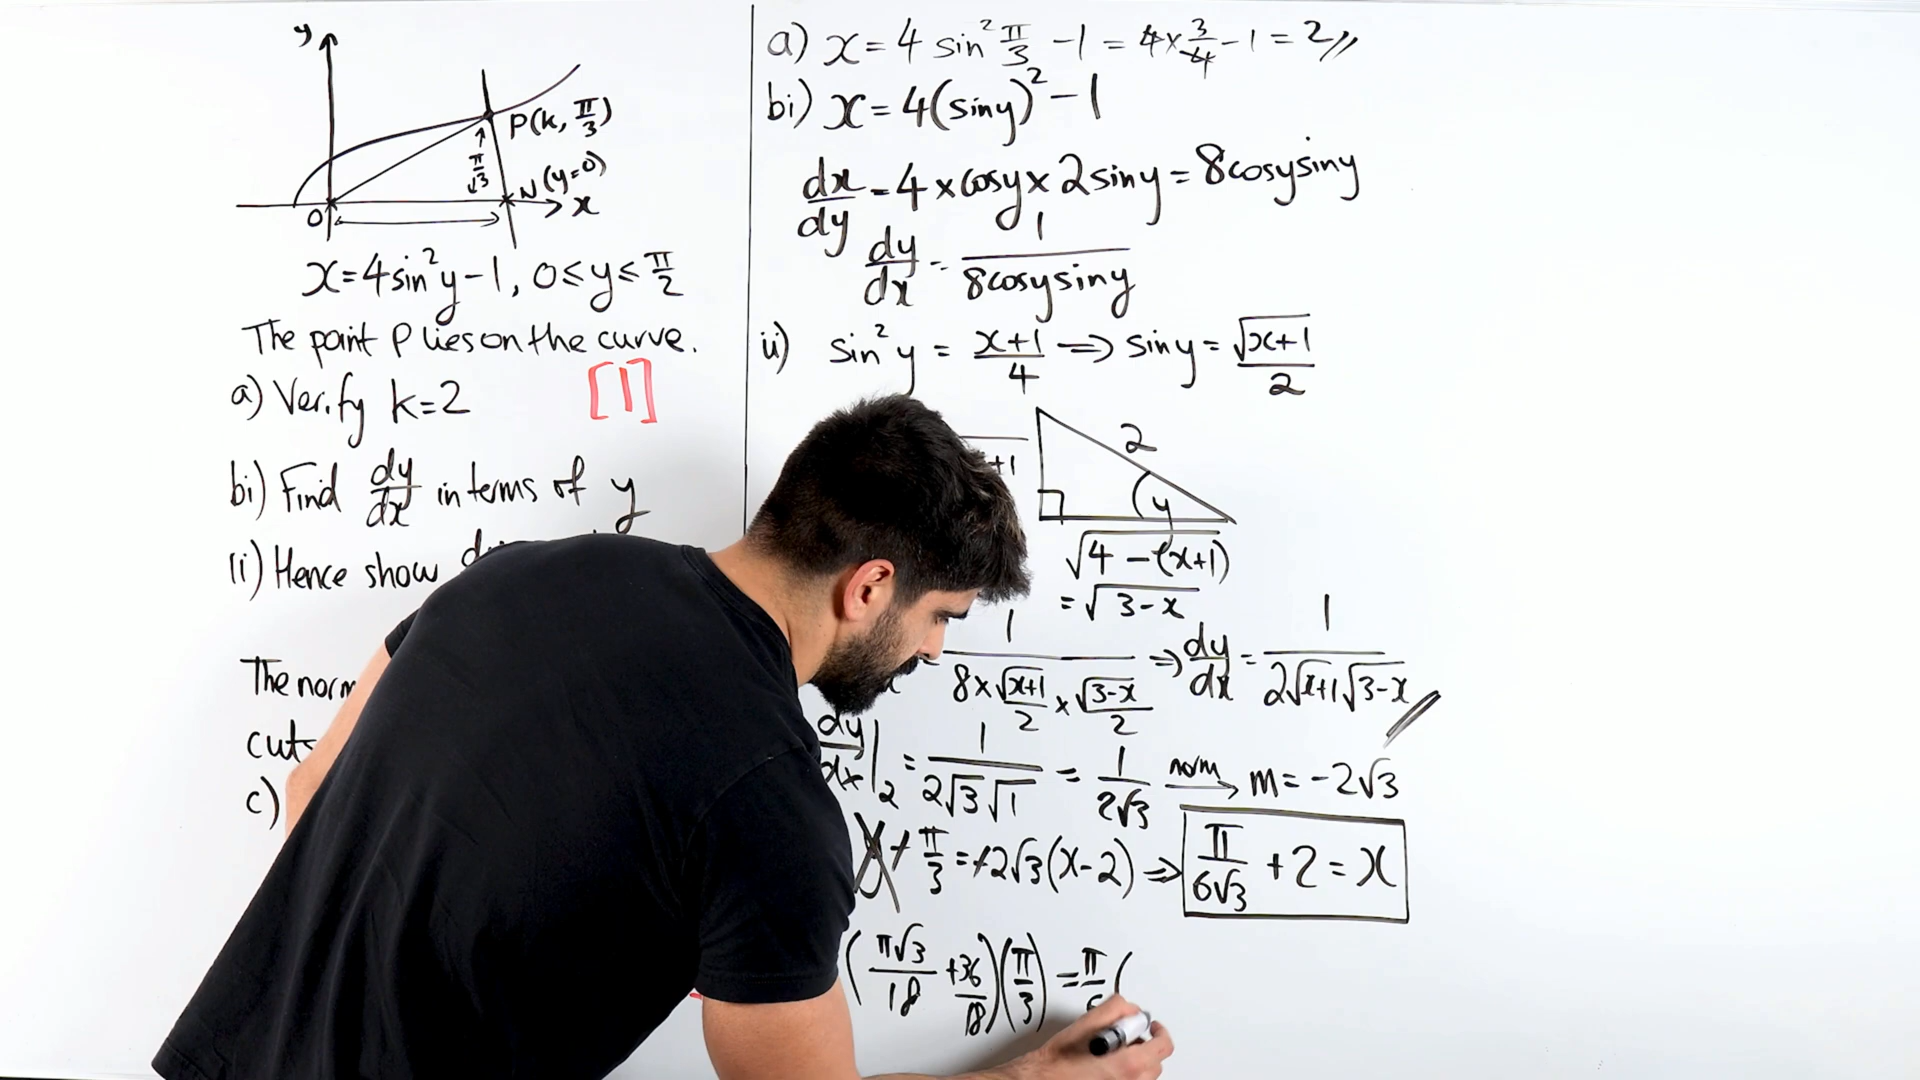 y
P(k, π/3)
π/3
N (y=0)
O
x
x=4sin²y-1, 0≤y≤π/2
The point P lies on the curve.
a) Verify k=2 [1]
bi) Find dy/dx in terms of y
(i) Hence show
The norm
cuts
c)
a) x = 4 sin² π/3 -1 = 4×3/4 -1 = 2
bi) x = 4(siny)² -1
dx/dy = 4×cosy×2siny = 8cosysiny
dy/dx = 1/8cosysiny
ii) sin²y = x+1/4 ⇒ siny = √x+1/2
+1
2
y
√4-(x+1)
= √3-x
1/8×√x+1/2×√3-x/2 ⇒ dy/dx = 1/2√x+1√3-x
dy/dx|2 = 1/2√3√1 = 1/2√3 norm→ m = -2√3
π/3 = +2√3(x-2) ⇒ π/6√3 +2 = x
(π√3/18 +36/18)(π/3) = π/6(